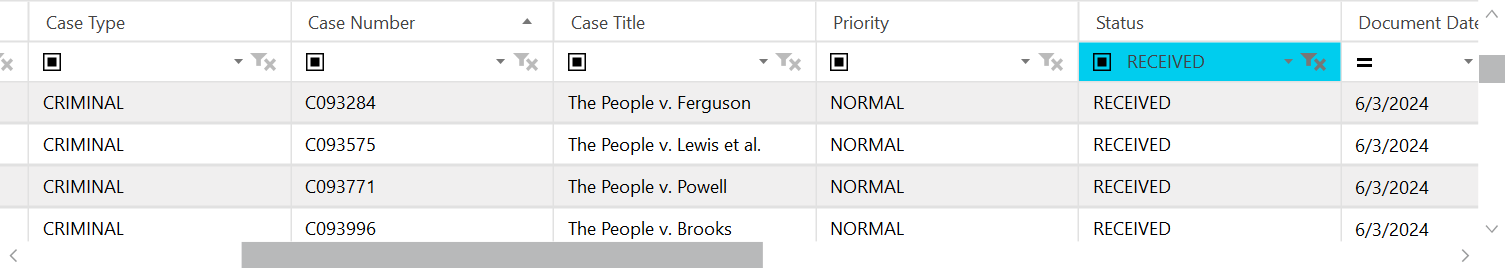 Case Type Case Number Case Title Priority Status Document Date
RECEIVED =
CRIMINAL C093284 The People v. Ferguson NORMAL RECEIVED 6/3/2024
CRIMINAL C093575 The People v. Lewis et al. NORMAL RECEIVED 6/3/2024
CRIMINAL C093771 The People v. Powell NORMAL RECEIVED 6/3/2024
CRIMINAL C093996 The People v. Brooks NORMAL RECEIVED 6/3/2024